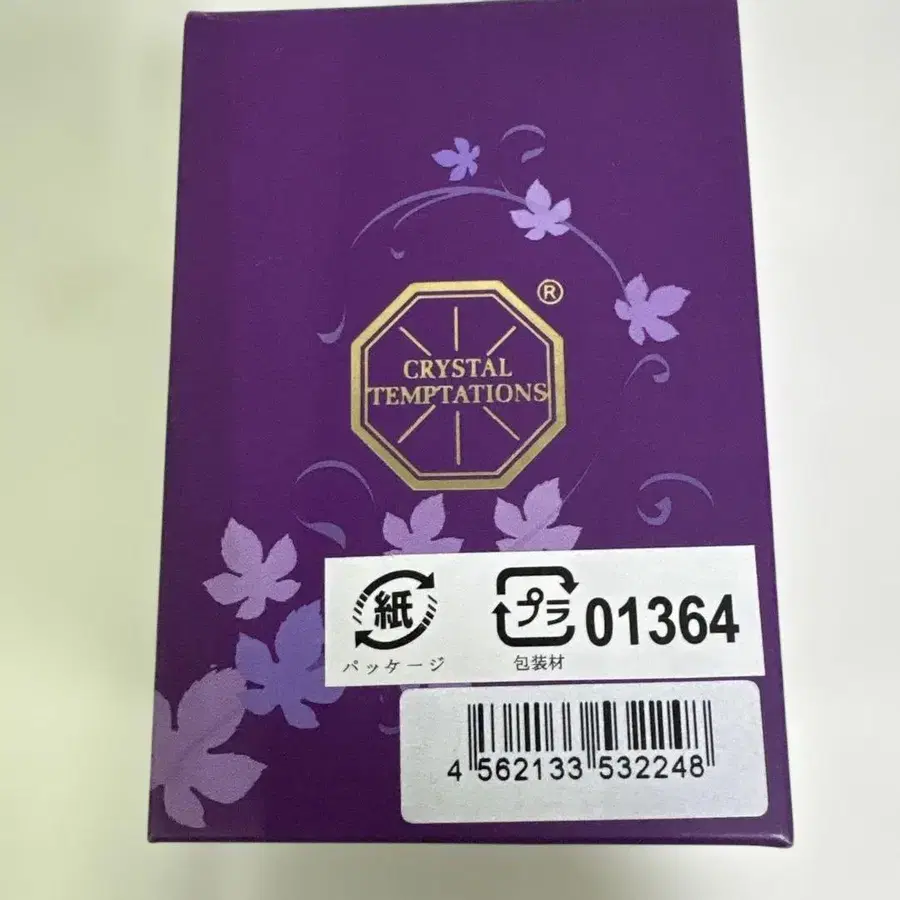 ®
CRYSTAL
TEMPTATIONS
紙
パッケージ
プラ
包装材
01364
4 562133 532248